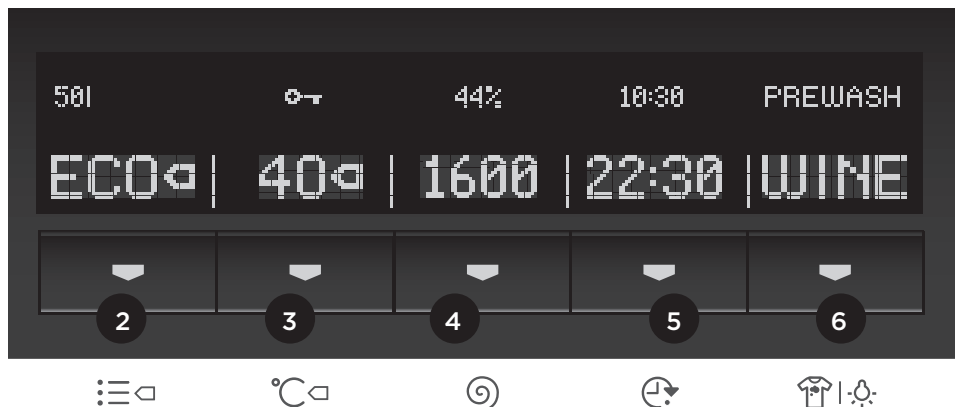 50l 44% 10:30 PREWASH
ECO | 40 | 1600 | 22:30 | WINE
2 3 4 5 6
°C